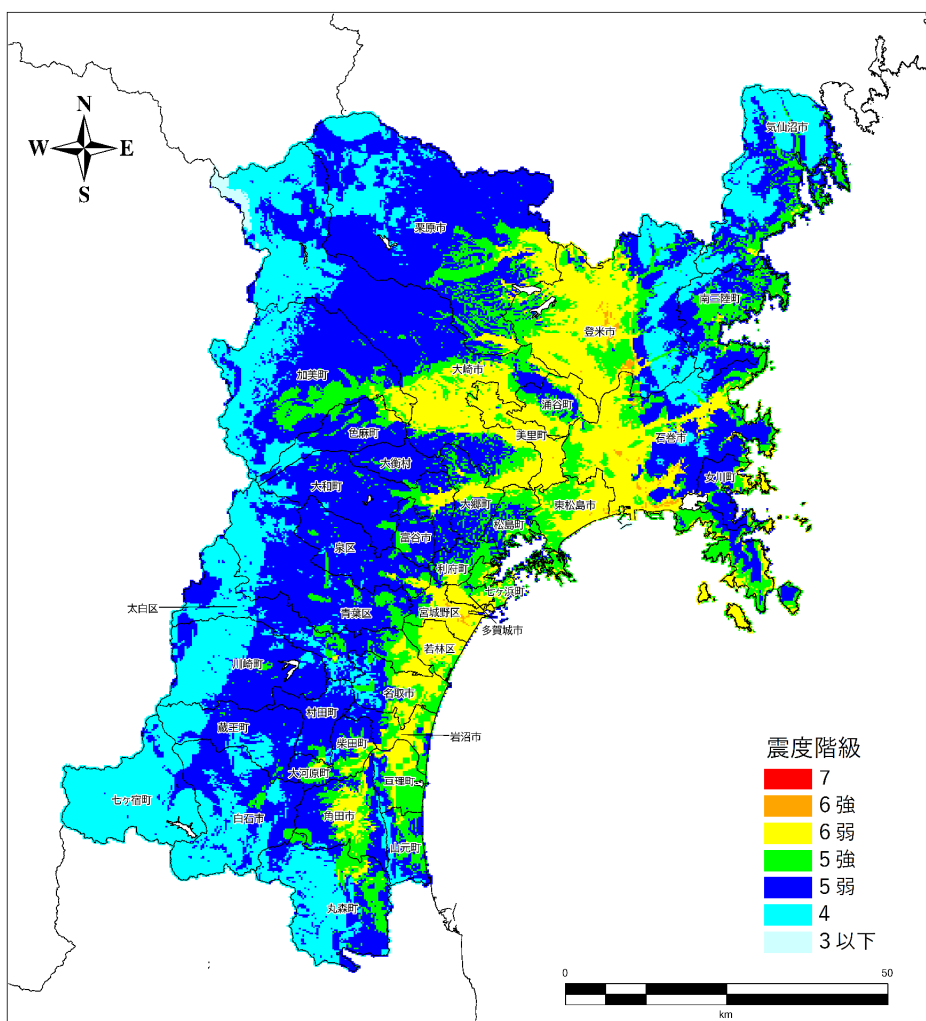 N
W
E
S
気仙沼市
栗原市
南三陸町
登米市
大崎市
加美町
涌谷町
色麻町
美里町
石巻市
大衡村
女川町
大和町
大郷町
東松島市
松島町
富谷市
泉区
利府町
七ヶ浜町
太白区
青葉区
宮城野区
多賀城市
若林区
川崎町
名取市
村田町
蔵王町
岩沼市
柴田町
大河原町
亘理町
七ヶ宿町
白石市
角田市
山元町
丸森町
震度階級
7
6強
6弱
5強
5弱
4
3以下
0
50
km